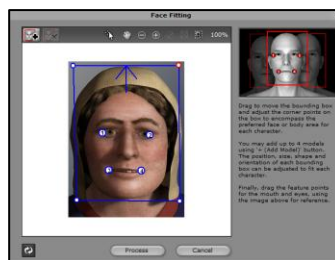 Face Fitting
100%
Drag to move the bounding
box and adjust the corner points
on the box to encompass the
preferred face or body area for
each character.
You may add up to 4 models
using '+ (Add Model)' button.
The position, size, shape and
orientation of each bounding
box can be adjusted to fit each
character.
Finally, drag the feature points
for the mouth and eyes, using
the image above for reference.
Process
Cancel